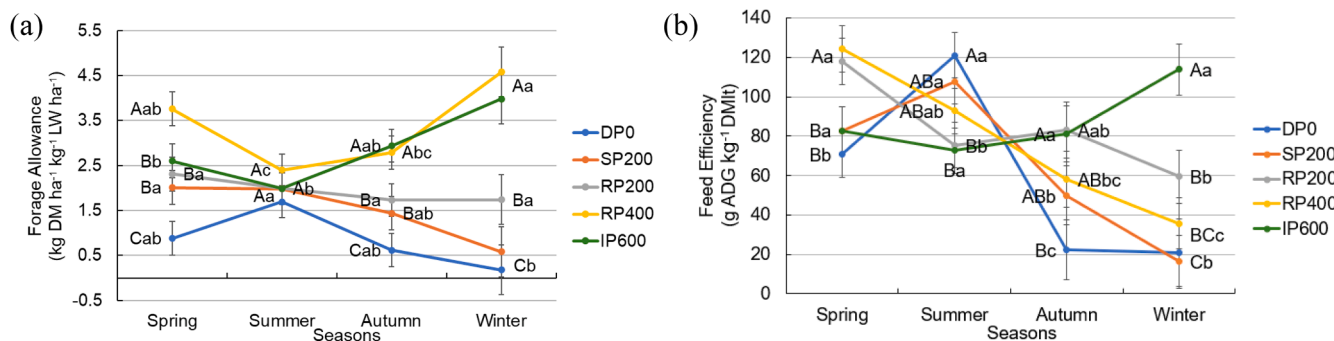 (a)
Forage Allowance
(kg DM ha⁻¹ kg⁻¹ LW ha⁻¹)
5.5
4.5
3.5
2.5
1.5
0.5
-0.5
Aab
Bb
Ba
Ba
Cab
Ac
Ab
Aa
Aab
Abc
Ba
Bab
Cab
Aa
Ba
Cb
Spring
Summer
Autumn
Winter
Seasons
DP0
SP200
RP200
RP400
IP600
(b)
Feed Efficiency
(g ADG kg⁻¹ DMIt)
140
120
100
80
60
40
20
0
Aa
Ba
Bb
Aa
ABa
ABab
Bb
Ba
Aa
Aab
ABbc
ABb
Bc
Aa
Bb
BCc
Cb
Spring
Summer
Autumn
Winter
Seasons
DP0
SP200
RP200
RP400
IP600